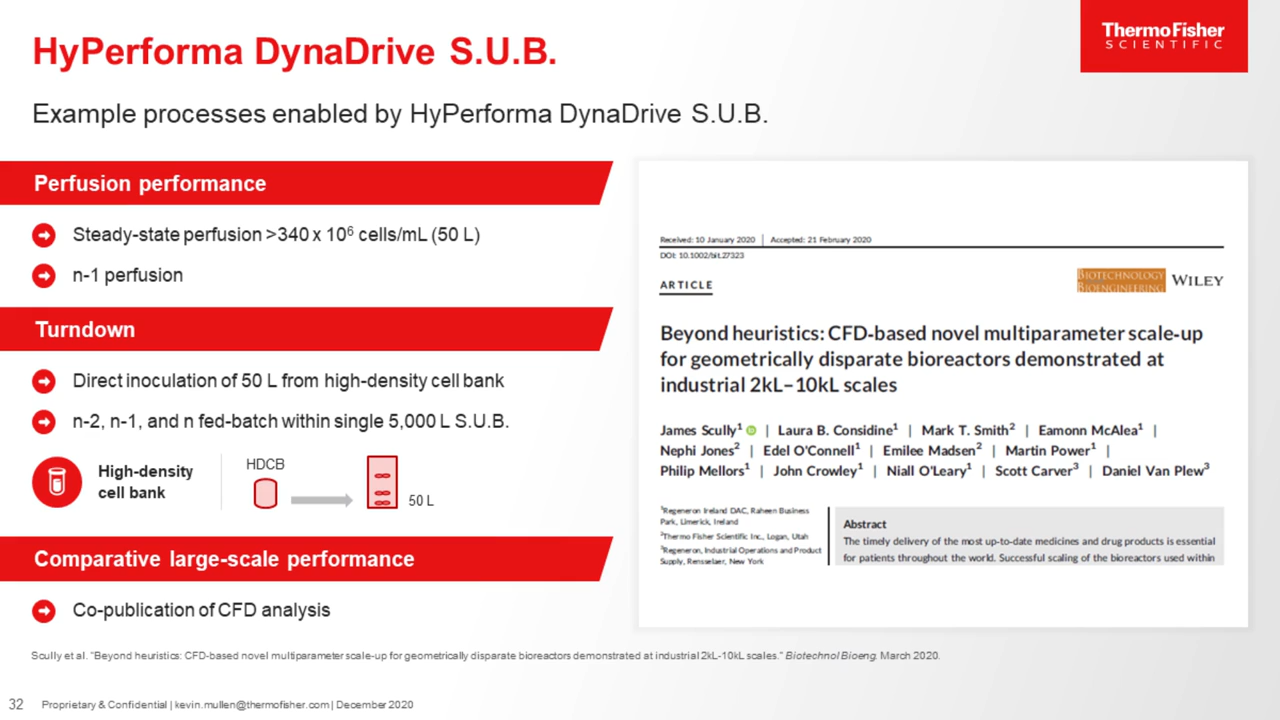 HyPerforma DynaDrive S.U.B.
ThermoFisher
SCIENTIFIC
Example processes enabled by HyPerforma DynaDrive S.U.B.
Perfusion performance
Steady-state perfusion >340 x 10⁶ cells/mL (50 L)
n-1 perfusion
Turndown
Direct inoculation of 50 L from high-density cell bank
n-2, n-1, and n fed-batch within single 5,000 L S.U.B.
High-density
cell bank
HDCB
50 L
Comparative large-scale performance
Co-publication of CFD analysis
Received: 10 January 2020 | Accepted: 21 February 2020
DOI: 10.1002/bit.27323
ARTICLE
BIOTECHNOLOGY
BIOENGINEERING
WILEY
Beyond heuristics: CFD-based novel multiparameter scale-up
for geometrically disparate bioreactors demonstrated at
industrial 2kL–10kL scales
James Scully¹ | Laura B. Considine¹ | Mark T. Smith² | Eamonn McAlea¹ |
Nephi Jones² | Edel O'Connell¹ | Emilee Madsen² | Martin Power¹ |
Philip Mellors¹ | John Crowley¹ | Niall O'Leary¹ | Scott Carver³ | Daniel Van Plew³
¹Regeneron Ireland DAC, Raheen Business
Park, Limerick, Ireland
²Thermo Fisher Scientific Inc., Logan, Utah
³Regeneron, Industrial Operations and Product
Supply, Rensselaer, New York
Abstract
The timely delivery of the most up-to-date medicines and drug products is essential
for patients throughout the world. Successful scaling of the bioreactors used within
Scully et al. "Beyond heuristics: CFD-based novel multiparameter scale-up for geometrically disparate bioreactors demonstrated at industrial 2kL-10kL scales." Biotechnol Bioeng. March 2020.
32 Proprietary & Confidential | kevin.mullen@thermofisher.com | December 2020